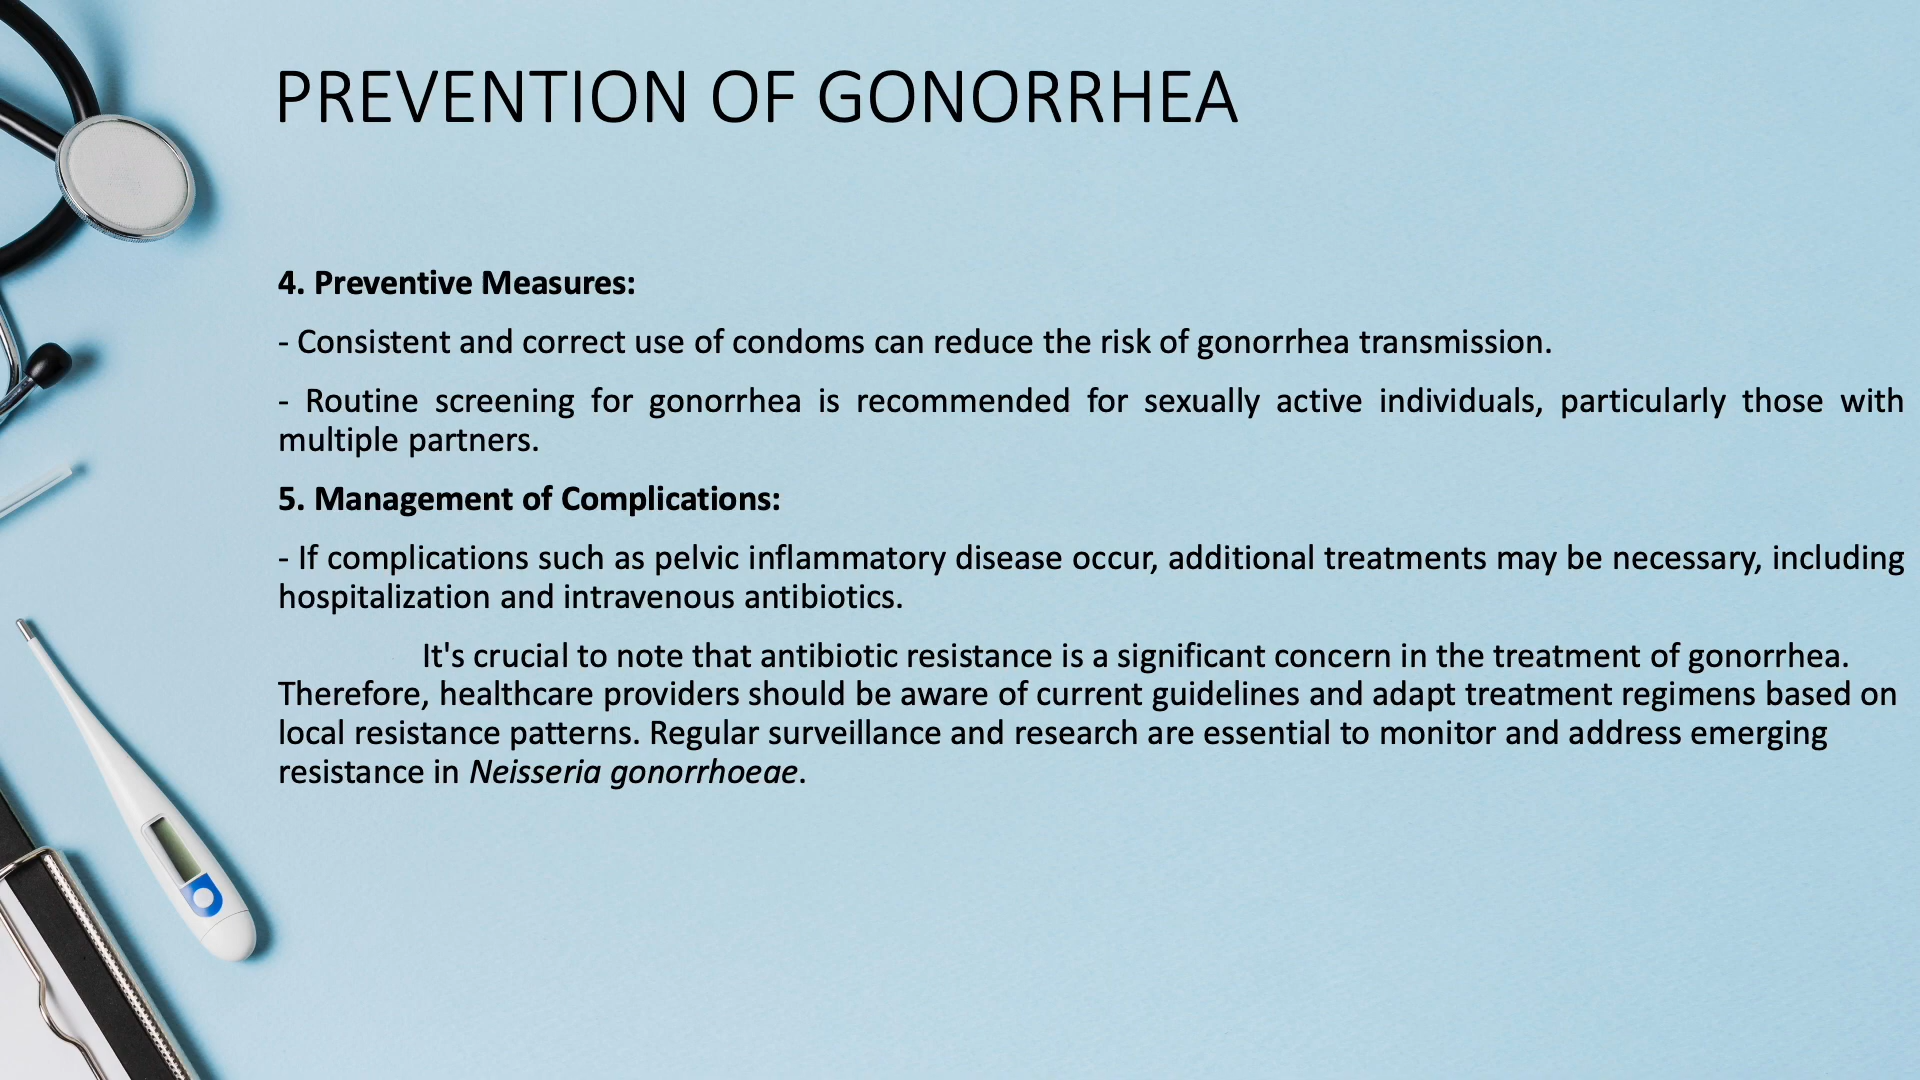 PREVENTION OF GONORRHEA
4. Preventive Measures:
- Consistent and correct use of condoms can reduce the risk of gonorrhea transmission.
- Routine screening for gonorrhea is recommended for sexually active individuals, particularly those with
multiple partners.
5. Management of Complications:
- If complications such as pelvic inflammatory disease occur, additional treatments may be necessary, including
hospitalization and intravenous antibiotics.
It's crucial to note that antibiotic resistance is a significant concern in the treatment of gonorrhea.
Therefore, healthcare providers should be aware of current guidelines and adapt treatment regimens based on
local resistance patterns. Regular surveillance and research are essential to monitor and address emerging
resistance in Neisseria gonorrhoeae.